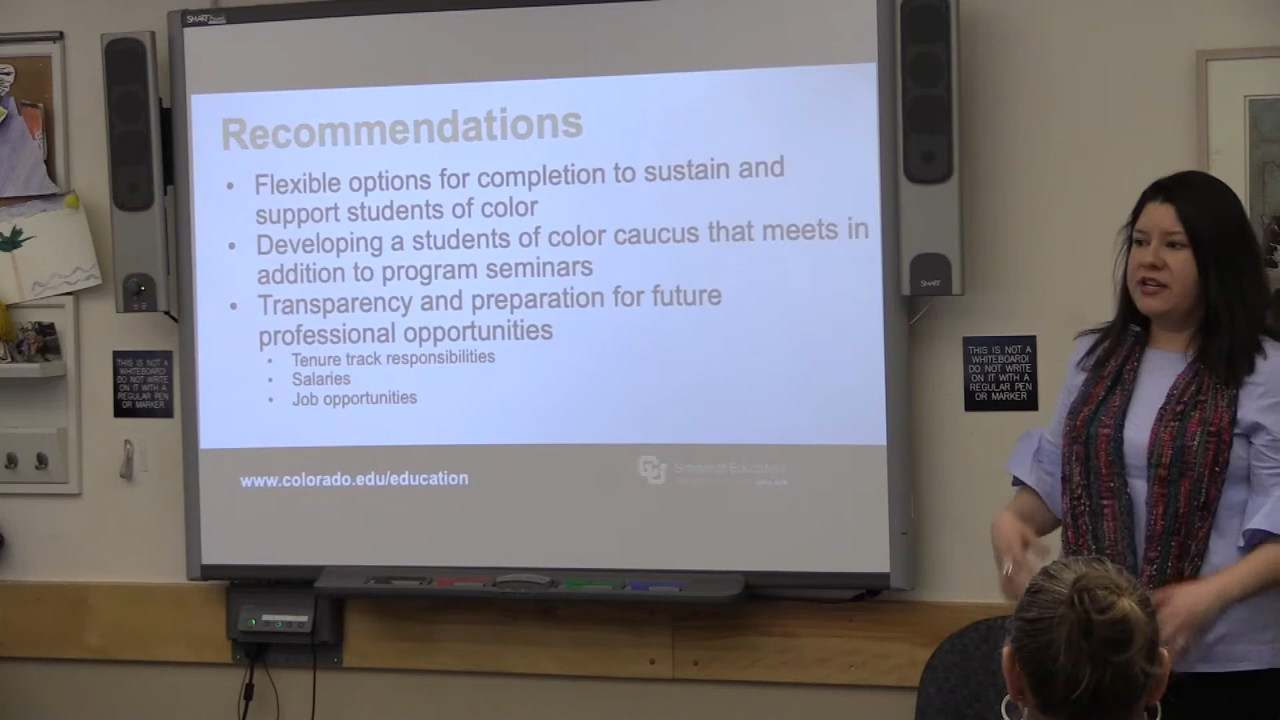 SMART Board
Recommendations
• Flexible options for completion to sustain and
support students of color
• Developing a students of color caucus that meets in
addition to program seminars
• Transparency and preparation for future
professional opportunities
• Tenure track responsibilities
• Salaries
• Job opportunities
www.colorado.edu/education
CU
School of Education
SMART
THIS IS NOT A
WHITEBOARD!
DO NOT WRITE
ON IT WITH A
REGULAR PEN
OR MARKER
THIS IS NOT A
WHITEBOARD!
DO NOT WRITE
ON IT WITH A
REGULAR PEN
OR MARKER